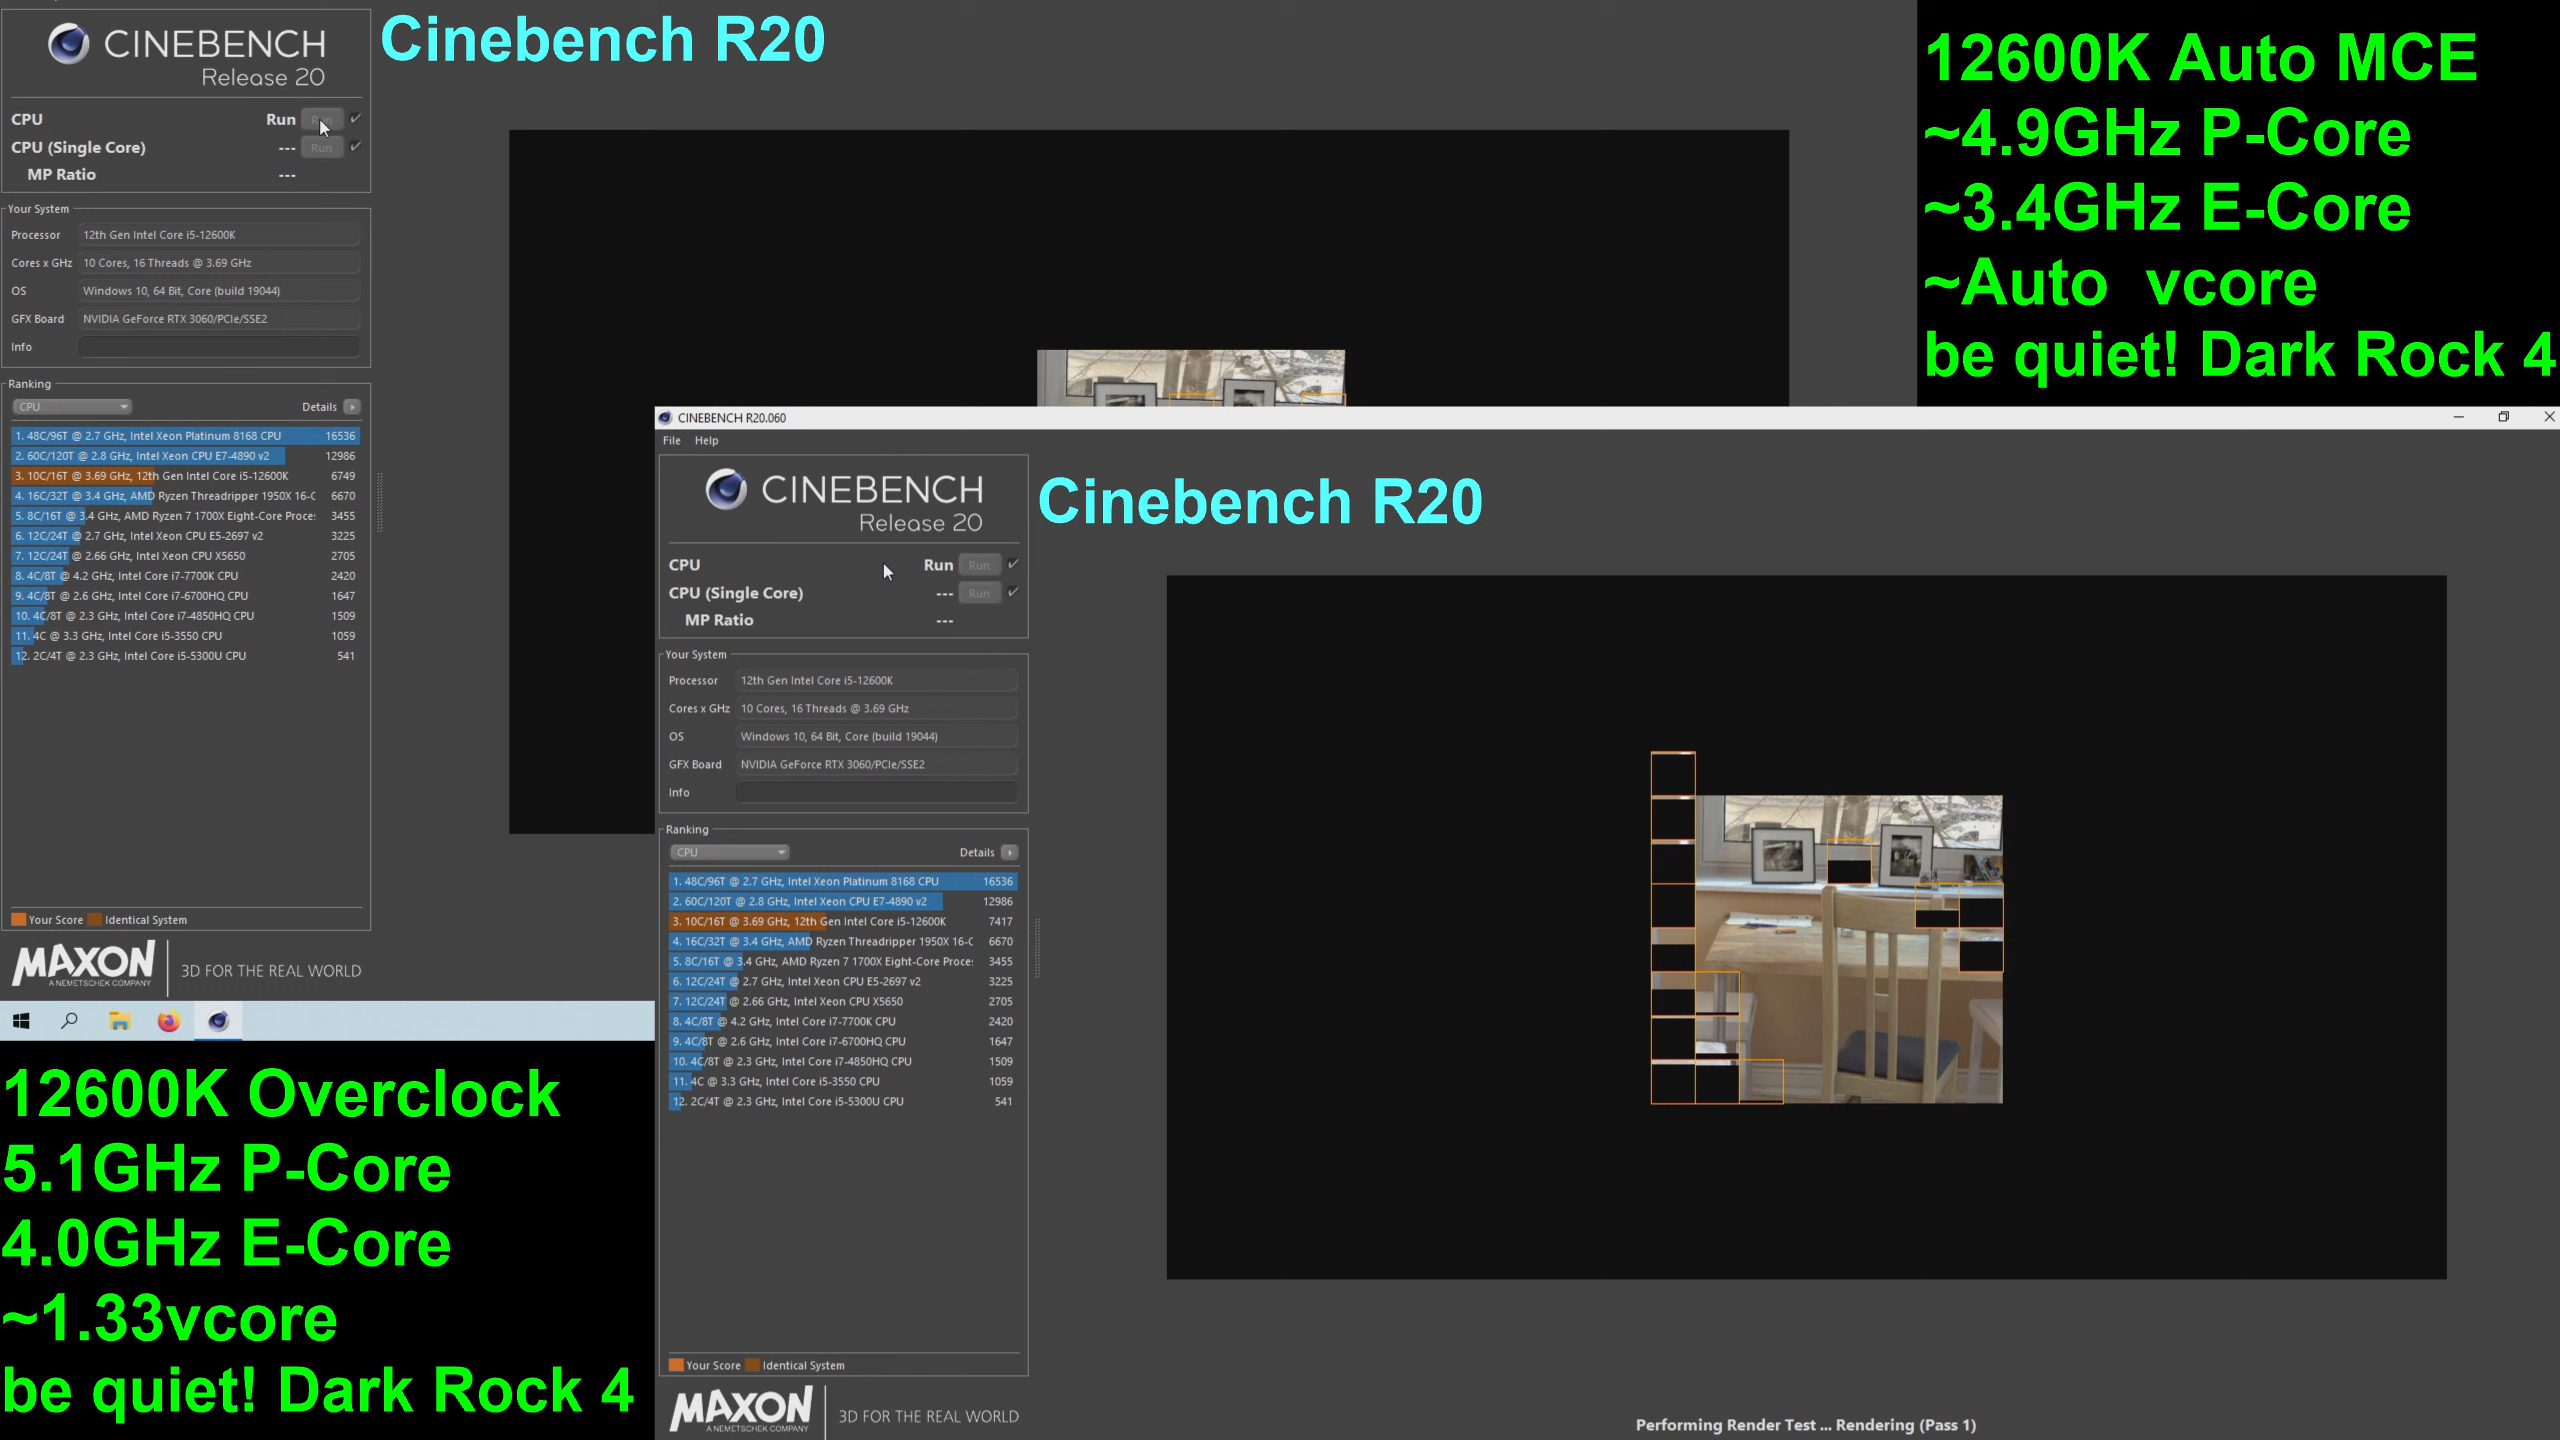 CINEBENCH
Release 20
Cinebench R20
CPU Run Run
CPU (Single Core) --- Run
MP Ratio ---
Your System
Processor 12th Gen Intel Core i5-12600K
Cores x GHz 10 Cores, 16 Threads @ 3.69 GHz
OS Windows 10, 64 Bit, Core (build 19044)
GFX Board NVIDIA GeForce RTX 3060/PCIe/SSE2
Info
Ranking
CPU Details
1. 48C/96T @ 2.7 GHz, Intel Xeon Platinum 8168 CPU 16536
2. 60C/120T @ 2.8 GHz, Intel Xeon CPU E7-4890 v2 12986
3. 10C/16T @ 3.69 GHz, 12th Gen Intel Core i5-12600K 6749
4. 16C/32T @ 3.4 GHz, AMD Ryzen Threadripper 1950X 16-C 6670
5. 8C/16T @ 3.4 GHz, AMD Ryzen 7 1700X Eight-Core Proce: 3455
6. 12C/24T @ 2.7 GHz, Intel Xeon CPU E5-2697 v2 3225
7. 12C/24T @ 2.66 GHz, Intel Xeon CPU X5650 2705
8. 4C/8T @ 4.2 GHz, Intel Core i7-7700K CPU 2420
9. 4C/8T @ 2.6 GHz, Intel Core i7-6700HQ CPU 1647
10. 4C/8T @ 2.3 GHz, Intel Core i7-4850HQ CPU 1509
11. 4C @ 3.3 GHz, Intel Core i5-3550 CPU 1059
12. 2C/4T @ 2.3 GHz, Intel Core i5-5300U CPU 541
Your Score Identical System
MAXON
A NEMETSCHEK COMPANY
3D FOR THE REAL WORLD
12600K Auto MCE
~4.9GHz P-Core
~3.4GHz E-Core
~Auto vcore
be quiet! Dark Rock 4
CINEBENCH R20.060
File Help
CINEBENCH
Release 20
Cinebench R20
CPU Run Run
CPU (Single Core) --- Run
MP Ratio ---
Your System
Processor 12th Gen Intel Core i5-12600K
Cores x GHz 10 Cores, 16 Threads @ 3.69 GHz
OS Windows 10, 64 Bit, Core (build 19044)
GFX Board NVIDIA GeForce RTX 3060/PCIe/SSE2
Info
Ranking
CPU Details
1. 48C/96T @ 2.7 GHz, Intel Xeon Platinum 8168 CPU 16536
2. 60C/120T @ 2.8 GHz, Intel Xeon CPU E7-4890 v2 12986
3. 10C/16T @ 3.69 GHz, 12th Gen Intel Core i5-12600K 7417
4. 16C/32T @ 3.4 GHz, AMD Ryzen Threadripper 1950X 16-C 6670
5. 8C/16T @ 3.4 GHz, AMD Ryzen 7 1700X Eight-Core Proce: 3455
6. 12C/24T @ 2.7 GHz, Intel Xeon CPU E5-2697 v2 3225
7. 12C/24T @ 2.66 GHz, Intel Xeon CPU X5650 2705
8. 4C/8T @ 4.2 GHz, Intel Core i7-7700K CPU 2420
9. 4C/8T @ 2.6 GHz, Intel Core i7-6700HQ CPU 1647
10. 4C/8T @ 2.3 GHz, Intel Core i7-4850HQ CPU 1509
11. 4C @ 3.3 GHz, Intel Core i5-3550 CPU 1059
12. 2C/4T @ 2.3 GHz, Intel Core i5-5300U CPU 541
Your Score Identical System
MAXON
A NEMETSCHEK COMPANY
3D FOR THE REAL WORLD
Performing Render Test ... Rendering (Pass 1)
12600K Overclock
5.1GHz P-Core
4.0GHz E-Core
~1.33vcore
be quiet! Dark Rock 4